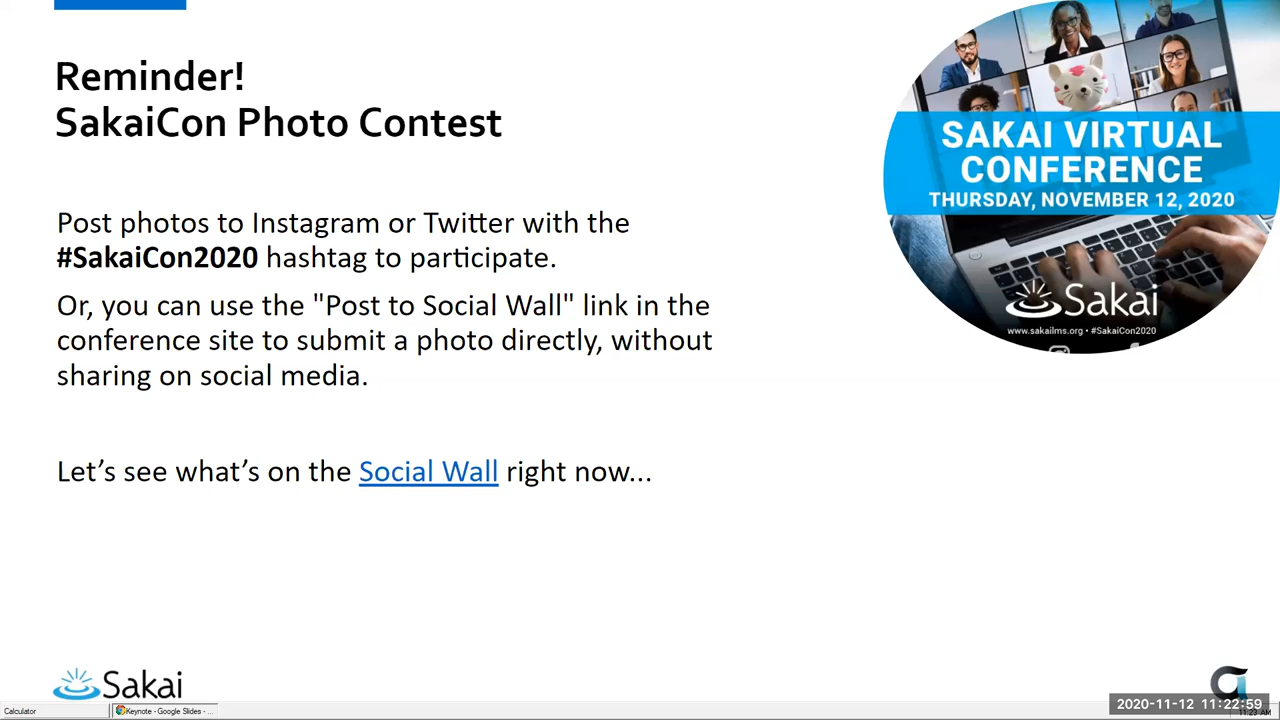 Reminder!
SakaiCon Photo Contest
Post photos to Instagram or Twitter with the
#SakaiCon2020 hashtag to participate.
Or, you can use the "Post to Social Wall" link in the
conference site to submit a photo directly, without
sharing on social media.
Let’s see what’s on the Social Wall right now...
SAKAI VIRTUAL
CONFERENCE
THURSDAY, NOVEMBER 12, 2020
Sakai
www.sakailms.org • #SakaiCon2020
Sakai
Calculator
Keynote - Google Slides - ...
2020-11-12 11:22:59
11:23 AM